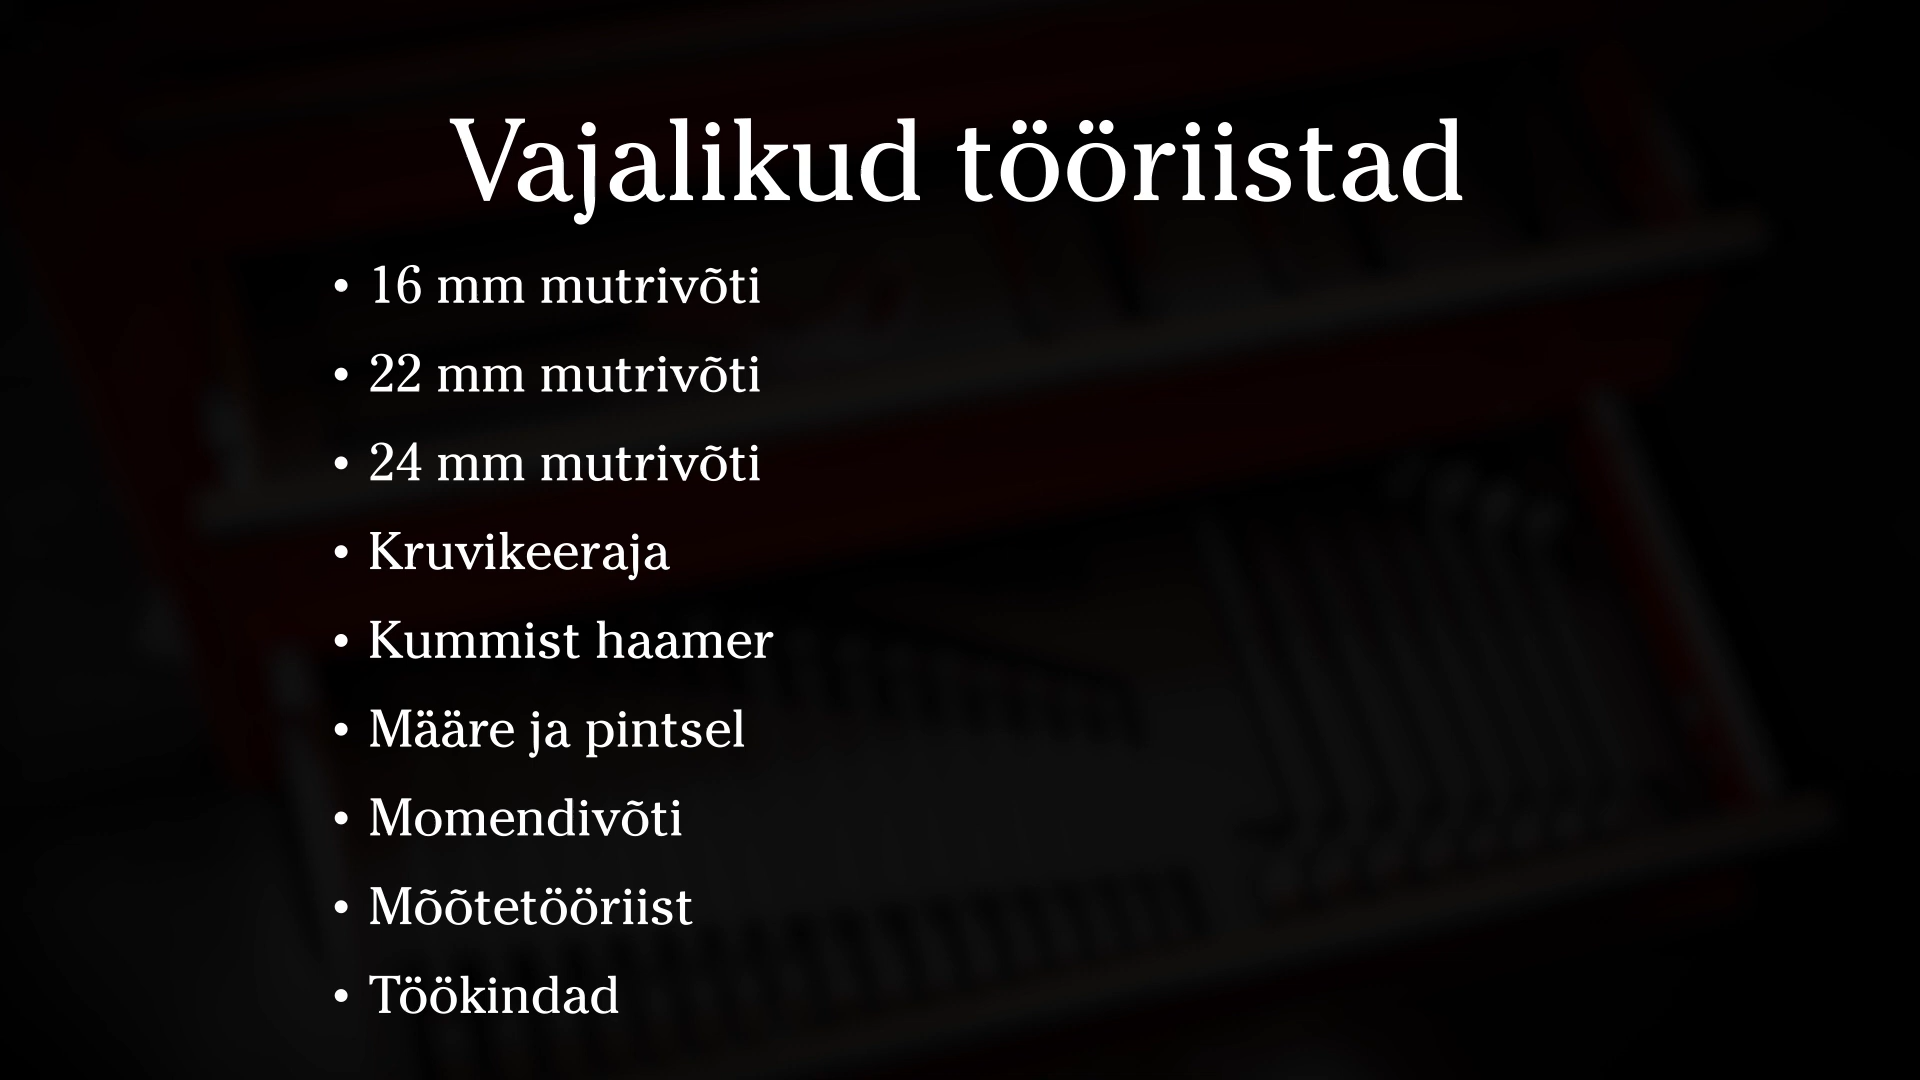 Vajalikud tööriistad
• 16 mm mutrivõti
• 22 mm mutrivõti
• 24 mm mutrivõti
• Kruvikeeraja
• Kummist haamer
• Määre ja pintsel
• Momendivõti
• Mõõtetööriist
• Töökindad